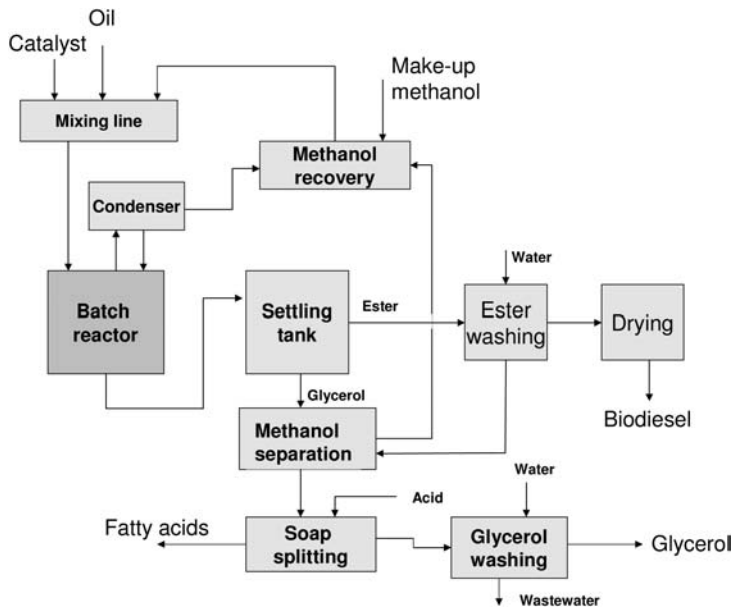 Oil
Catalyst
Make-up
methanol
Mixing line
Methanol
recovery
Condenser
Water
Batch
reactor
Settling
tank
Ester
Ester
washing
Drying
Glycerol
Biodiesel
Methanol
separation
Water
Acid
Fatty acids
Soap
splitting
Glycerol
washing
Glycerol
Wastewater